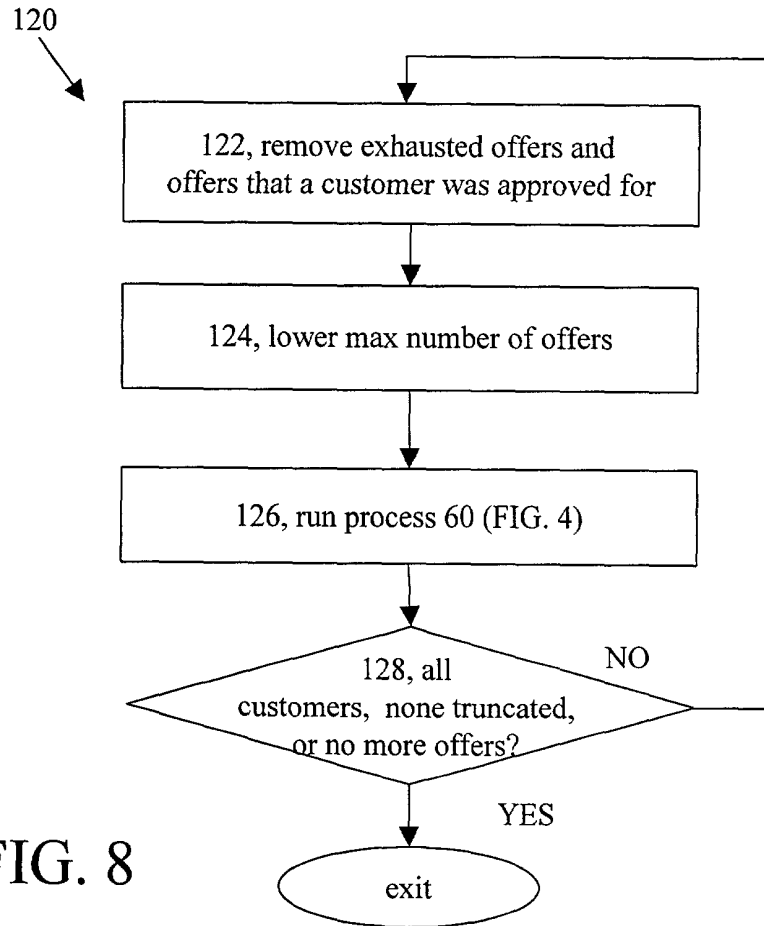 120
122, remove exhausted offers and
offers that a customer was approved for
124, lower max number of offers
126, run process 60 (FIG. 4)
128, all
customers, none truncated,
or no more offers?
NO
YES
exit
FIG. 8